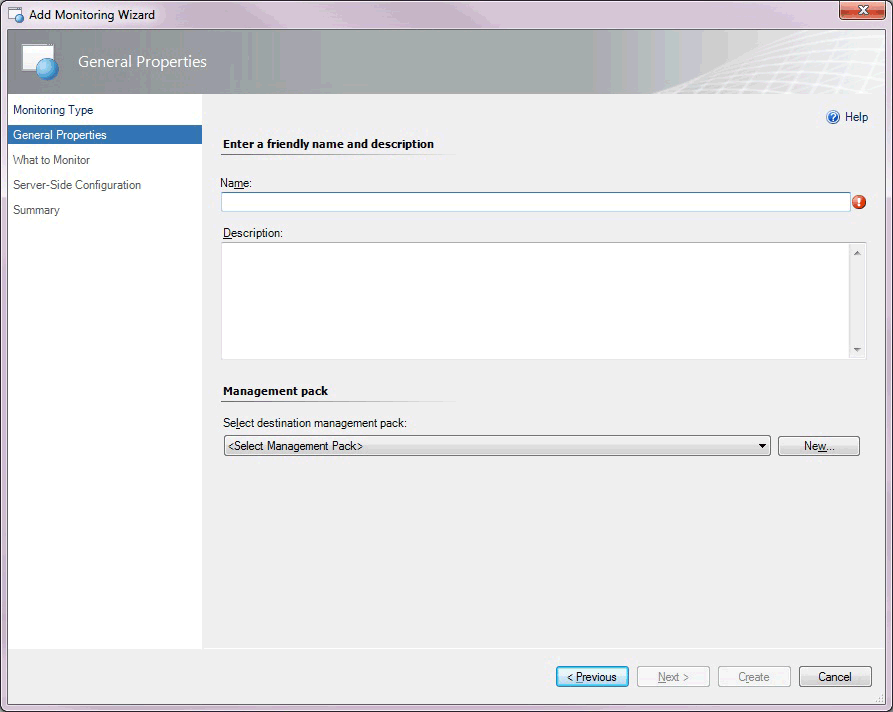 Add Monitoring Wizard
General Properties
Monitoring Type
General Properties
What to Monitor
Server-Side Configuration
Summary
Help
Enter a friendly name and description
Name:
Description:
Management pack
Select destination management pack:
<Select Management Pack>
New...
< Previous
Next >
Create
Cancel